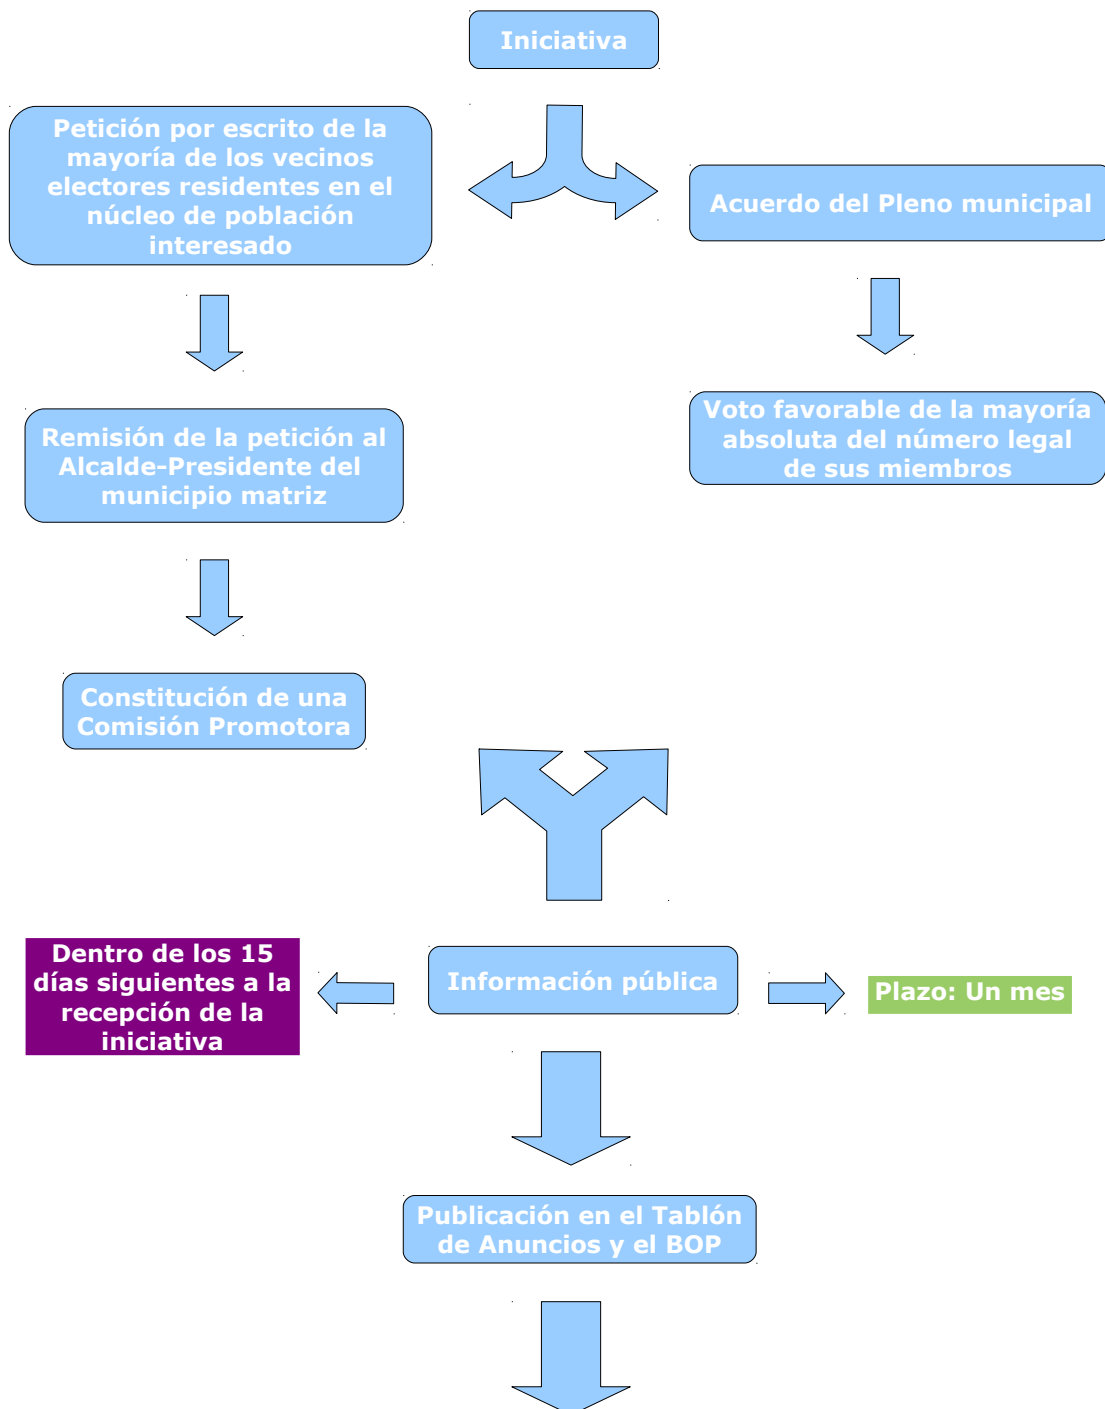 Iniciativa
Petición por escrito de la
mayoría de los vecinos
electores residentes en el
núcleo de población
interesado
Acuerdo del Pleno municipal
Remisión de la petición al
Alcalde-Presidente del
municipio matriz
Voto favorable de la mayoría
absoluta del número legal
de sus miembros
Constitución de una
Comisión Promotora
Dentro de los 15
días siguientes a la
recepción de la
iniciativa
Información pública
Plazo: Un mes
Publicación en el Tablón
de Anuncios y el BOP